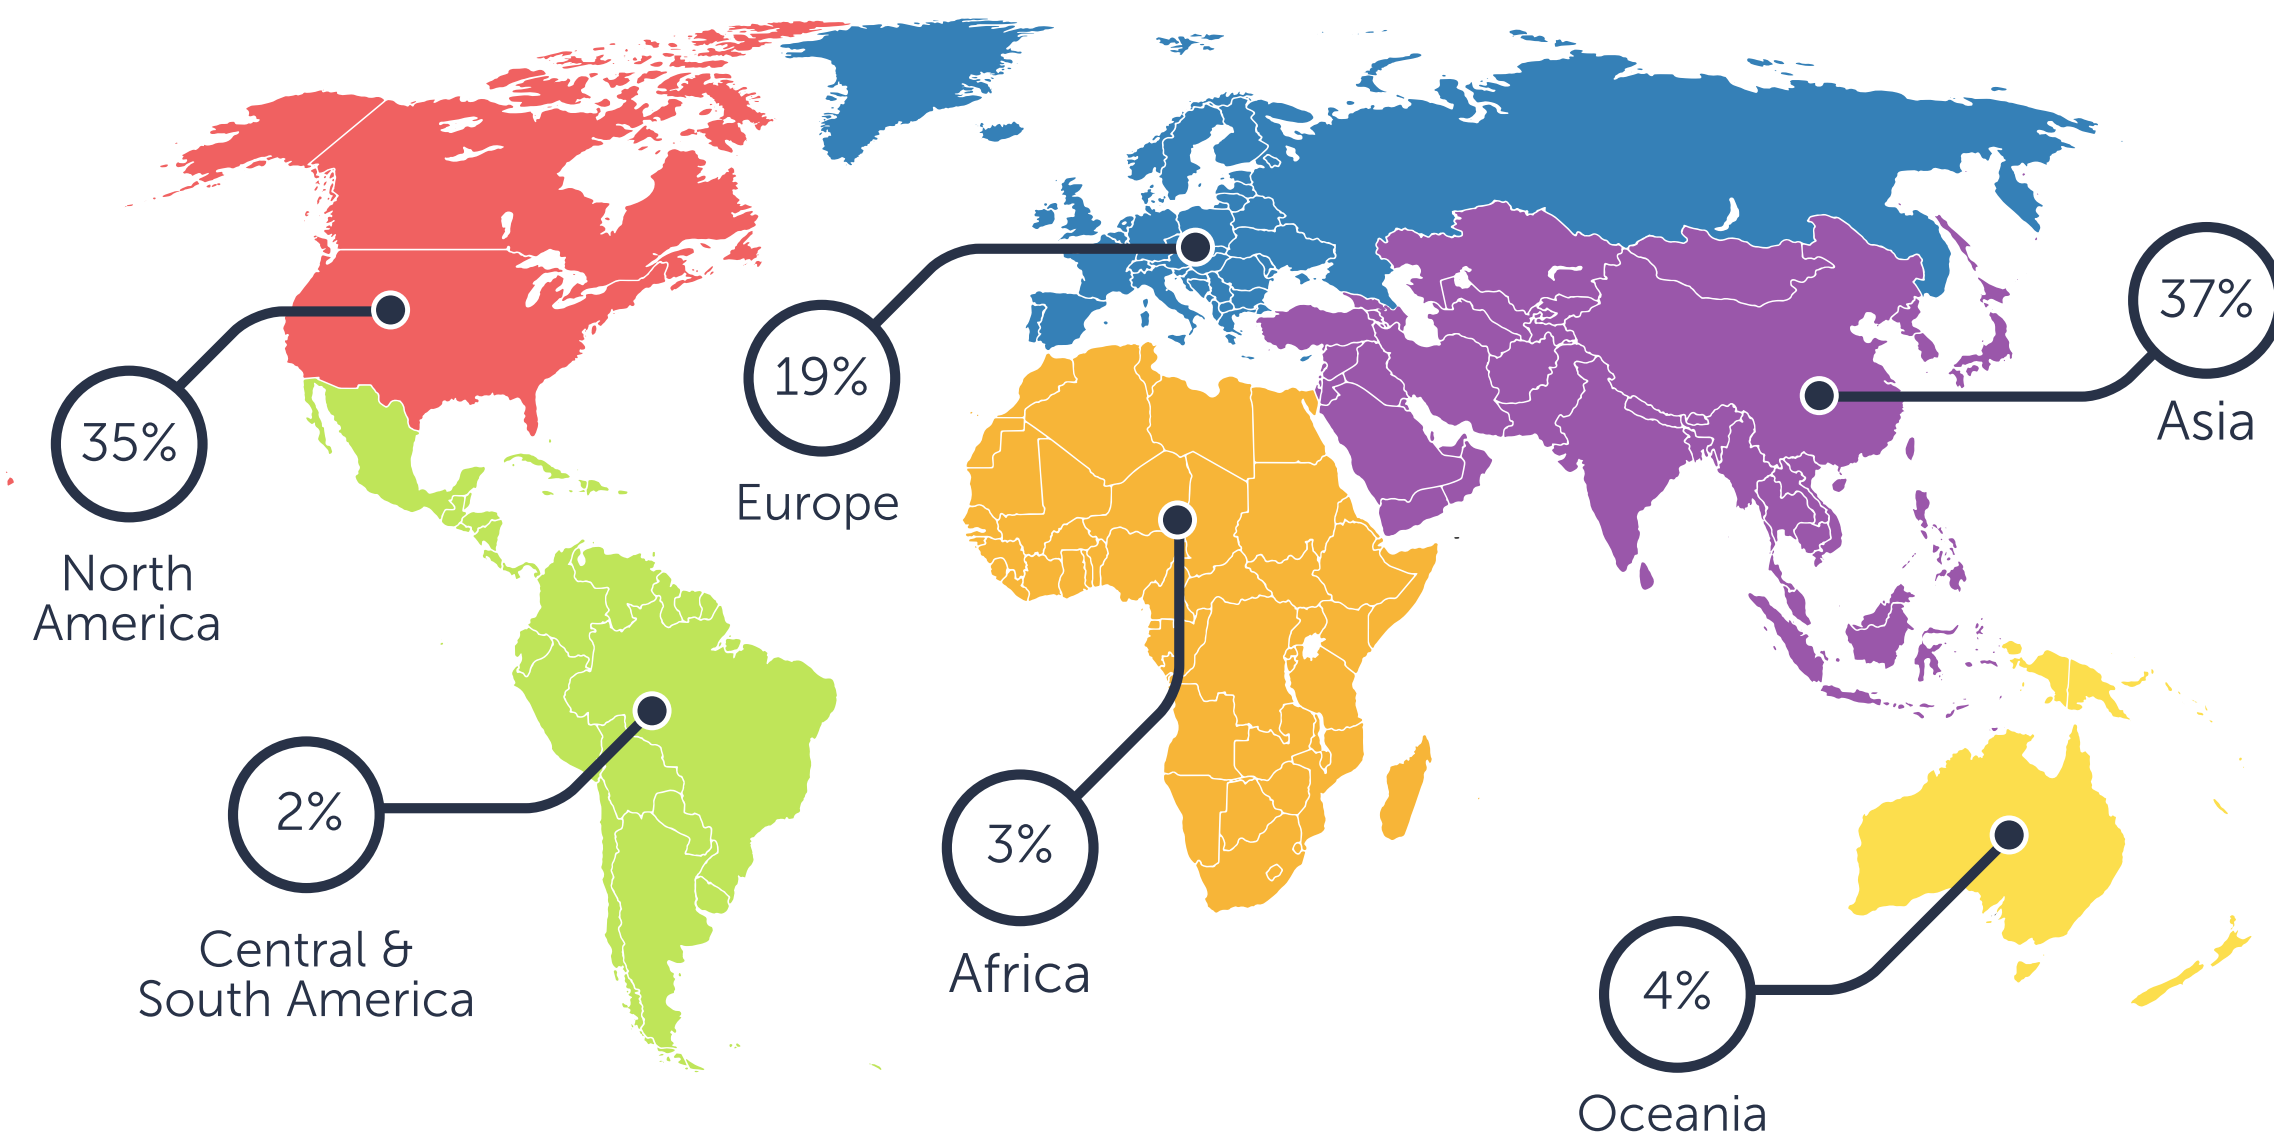 37%
Asia
19%
Europe
35%
North
America
2%
Central &
South America
3%
Africa
4%
Oceania